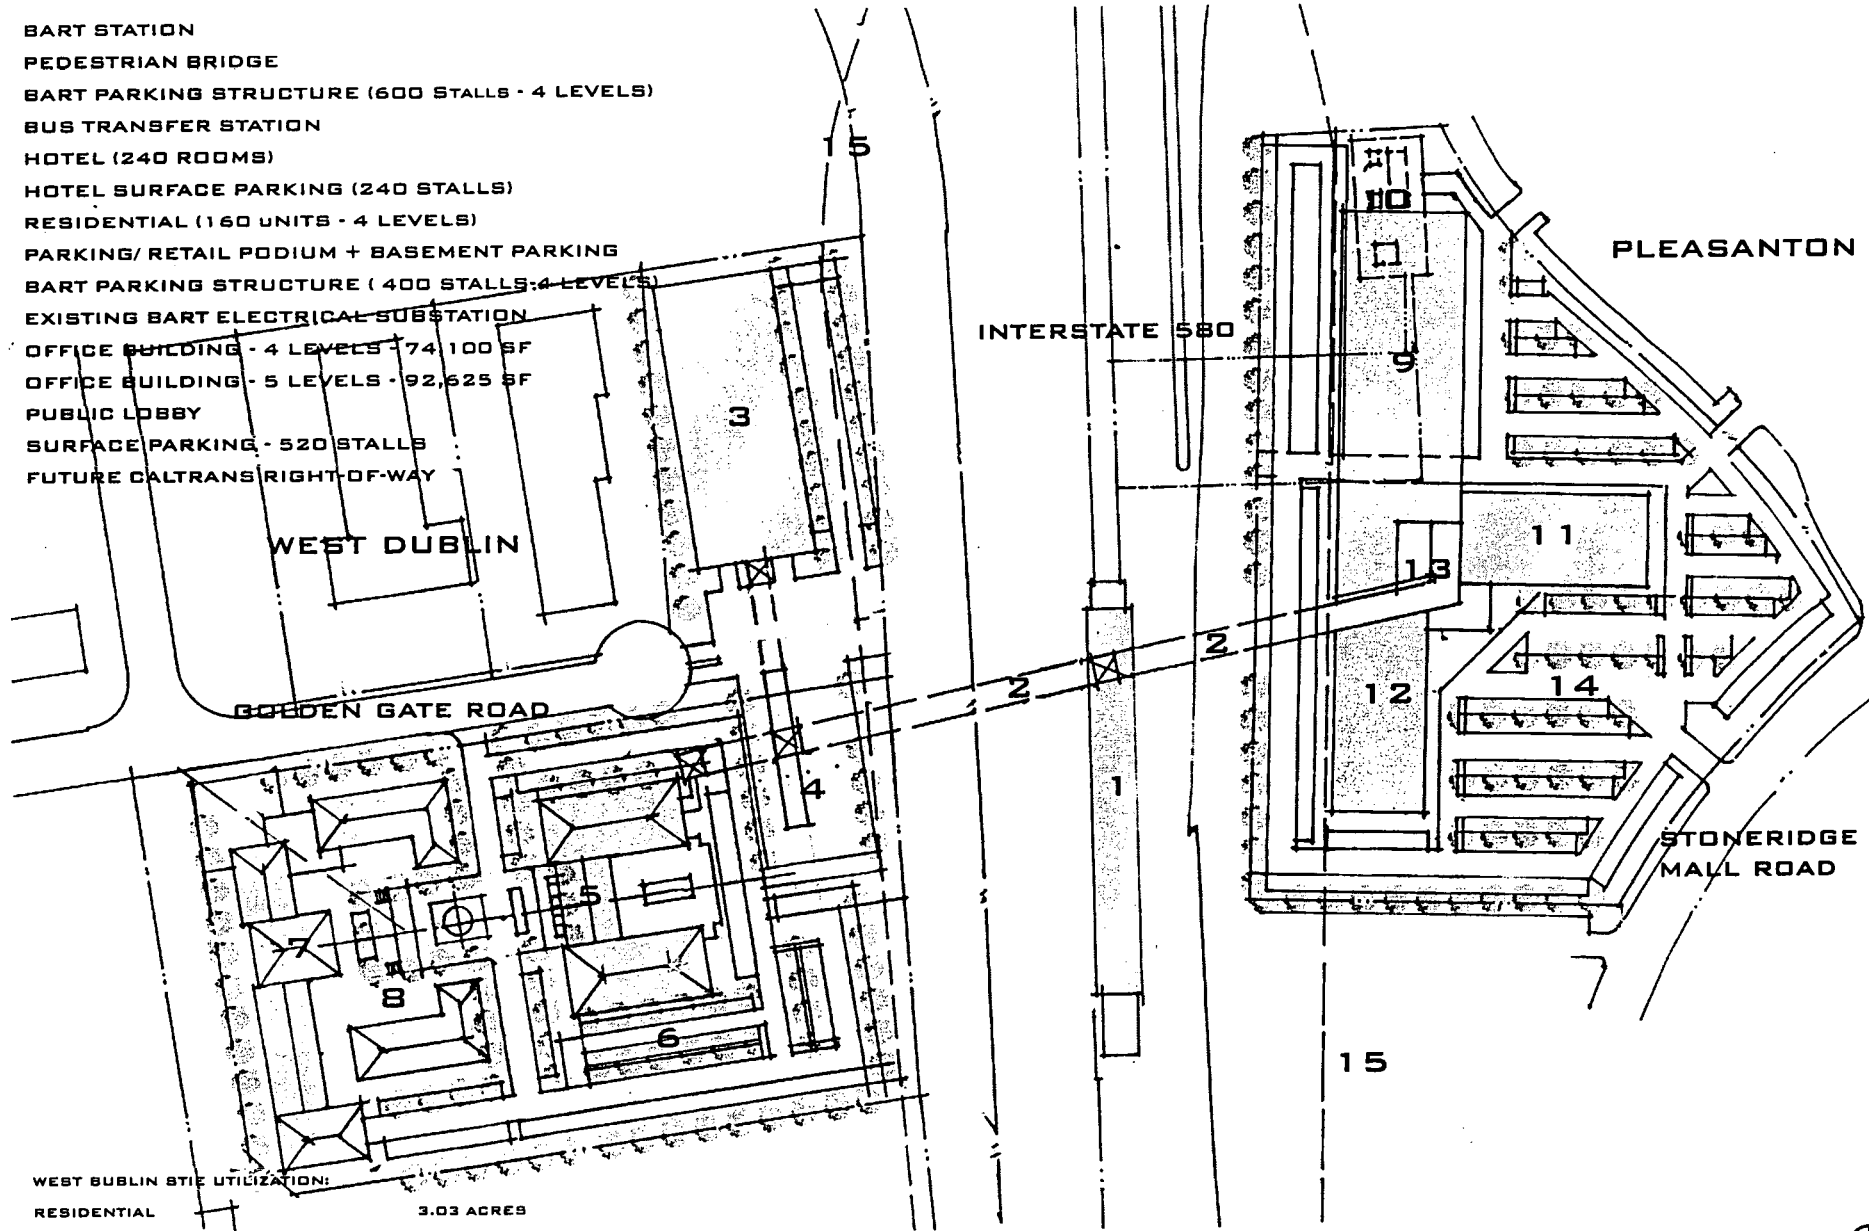 BART STATION
PEDESTRIAN BRIDGE
BART PARKING STRUCTURE (600 STALLS - 4 LEVELS)
BUS TRANSFER STATION
HOTEL (240 ROOMS)
HOTEL SURFACE PARKING (240 STALLS)
RESIDENTIAL (160 UNITS - 4 LEVELS)
PARKING/ RETAIL PODIUM + BASEMENT PARKING
BART PARKING STRUCTURE ( 400 STALLS-4 LEVELS)
EXISTING BART ELECTRICAL SUBSTATION
OFFICE BUILDING - 4 LEVELS - 74,100 SF
OFFICE BUILDING - 5 LEVELS - 92,625 SF
PUBLIC LOBBY
SURFACE PARKING - 520 STALLS
FUTURE CALTRANS RIGHT-OF-WAY
15
10
PLEASANTON
INTERSTATE 580
9
3
WEST DUBLIN
11
13
2
2
12
14
GOLDEN GATE ROAD
4
1
STONERIDGE
MALL ROAD
5
7
8
6
15
WEST BUBLIN STIE UTILIZATION:
RESIDENTIAL 3.03 ACRES